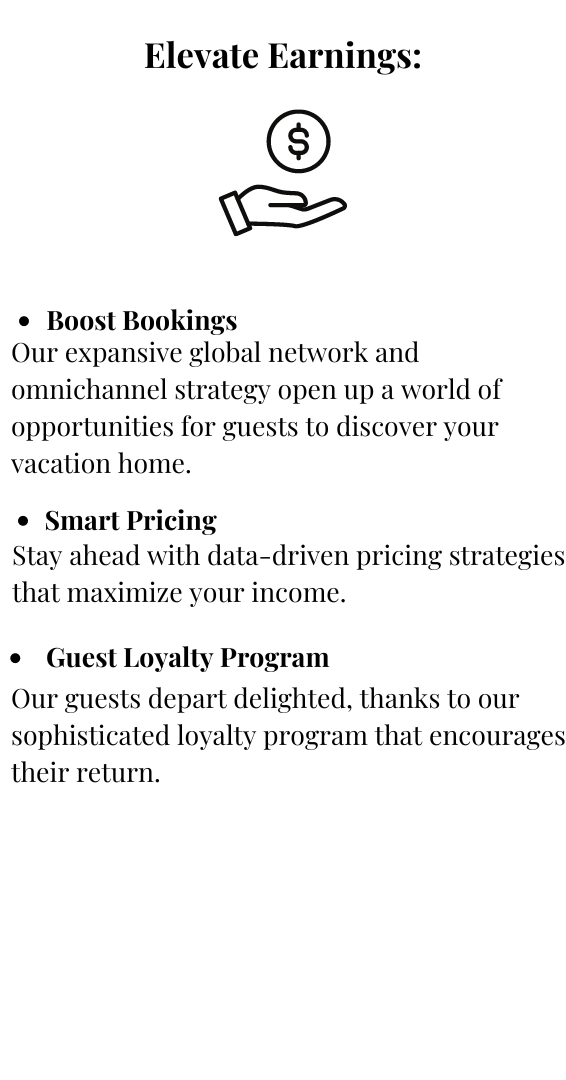 Elevate Earnings:
$
• Boost Bookings
Our expansive global network and
omnichannel strategy open up a world of
opportunities for guests to discover your
vacation home.
• Smart Pricing
Stay ahead with data-driven pricing strategies
that maximize your income.
• Guest Loyalty Program
Our guests depart delighted, thanks to our
sophisticated loyalty program that encourages
their return.